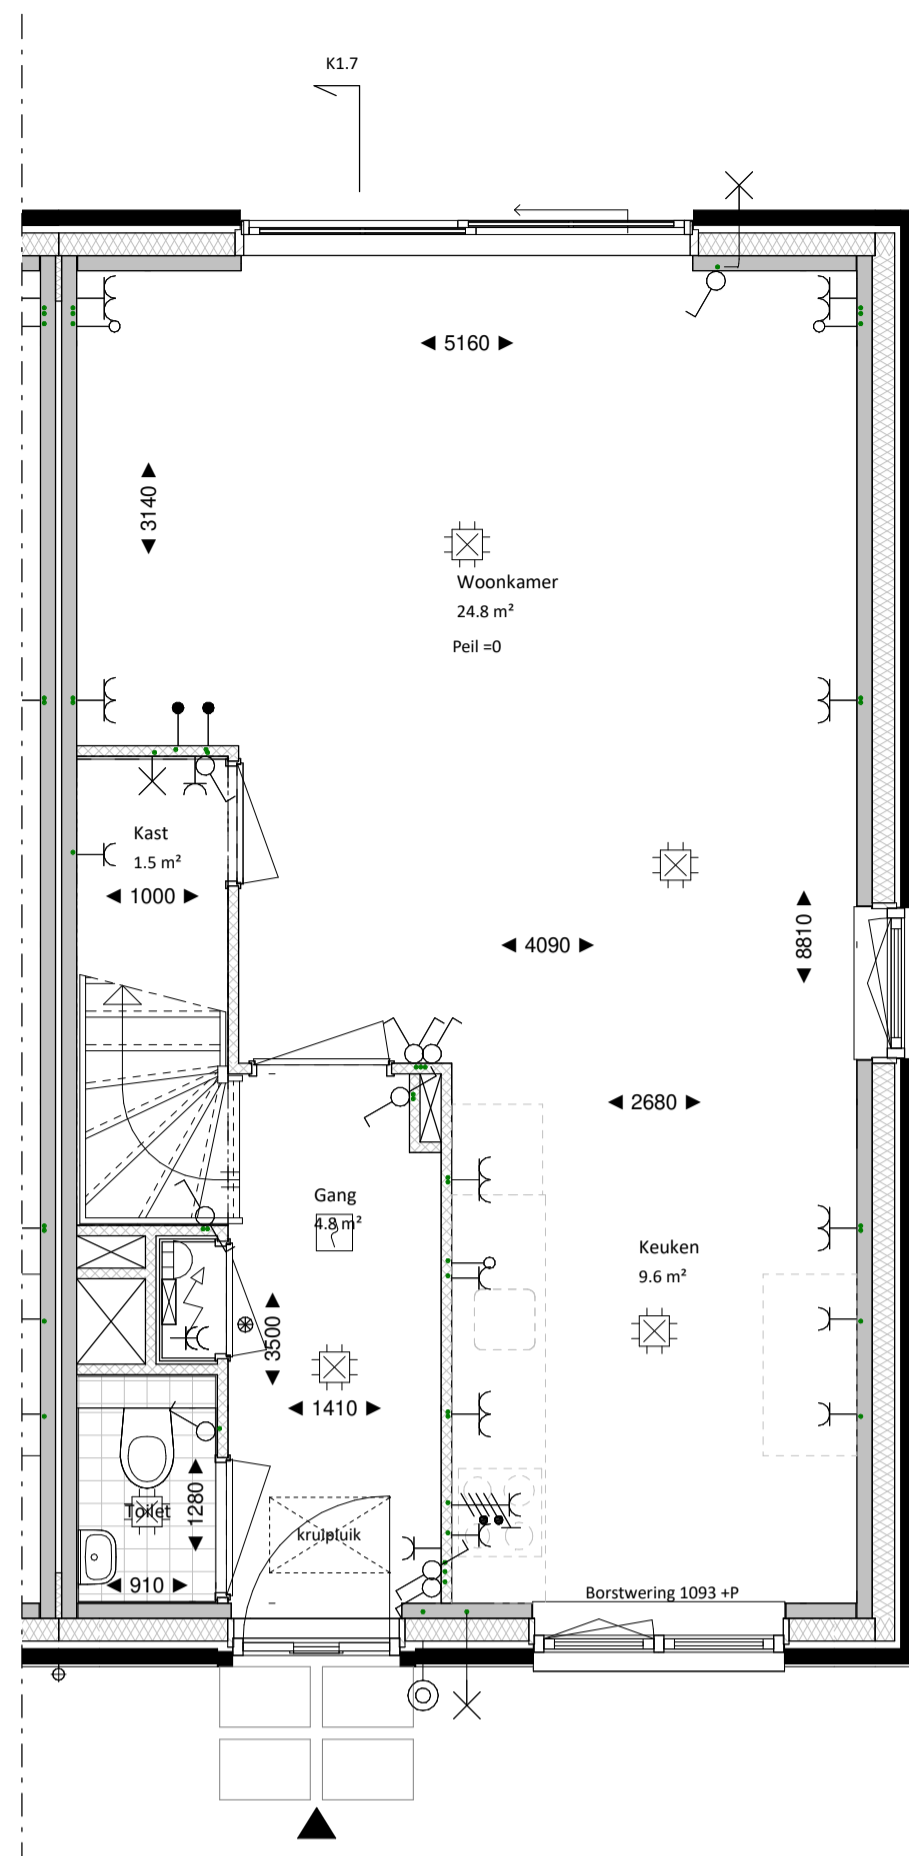 K1.7
5160
3140
Woonkamer
24.8 m²
Peil =0
Kast
1.5 m²
1000
4090
8810
2680
Gang
4.8 m²
Keuken
9.6 m²
3500
1410
Toilet
1280
kruipluik
910
Borstwering 1093 +P